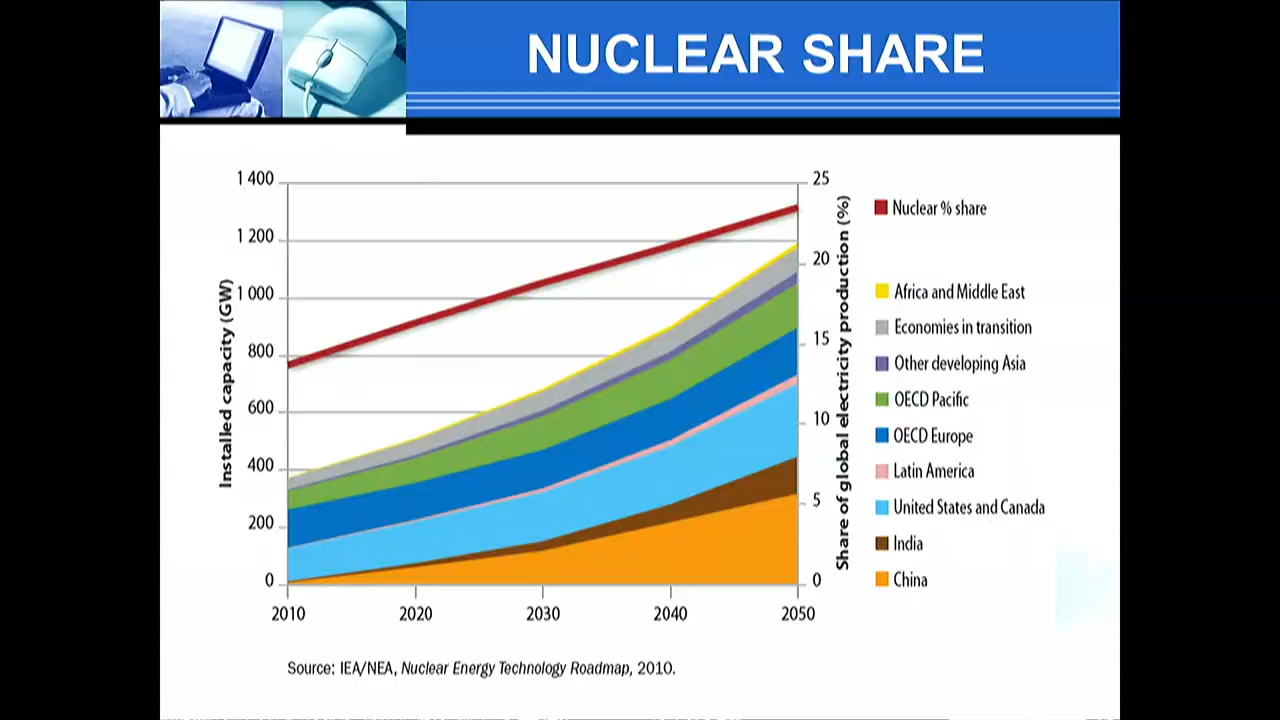 NUCLEAR SHARE
1 400
1 200
1 000
800
600
400
200
0
Installed capacity (GW)
25
20
15
10
5
0
Share of global electricity production (%)
2010
2020
2030
2040
2050
Nuclear % share
Africa and Middle East
Economies in transition
Other developing Asia
OECD Pacific
OECD Europe
Latin America
United States and Canada
India
China
Source: IEA/NEA, Nuclear Energy Technology Roadmap, 2010.